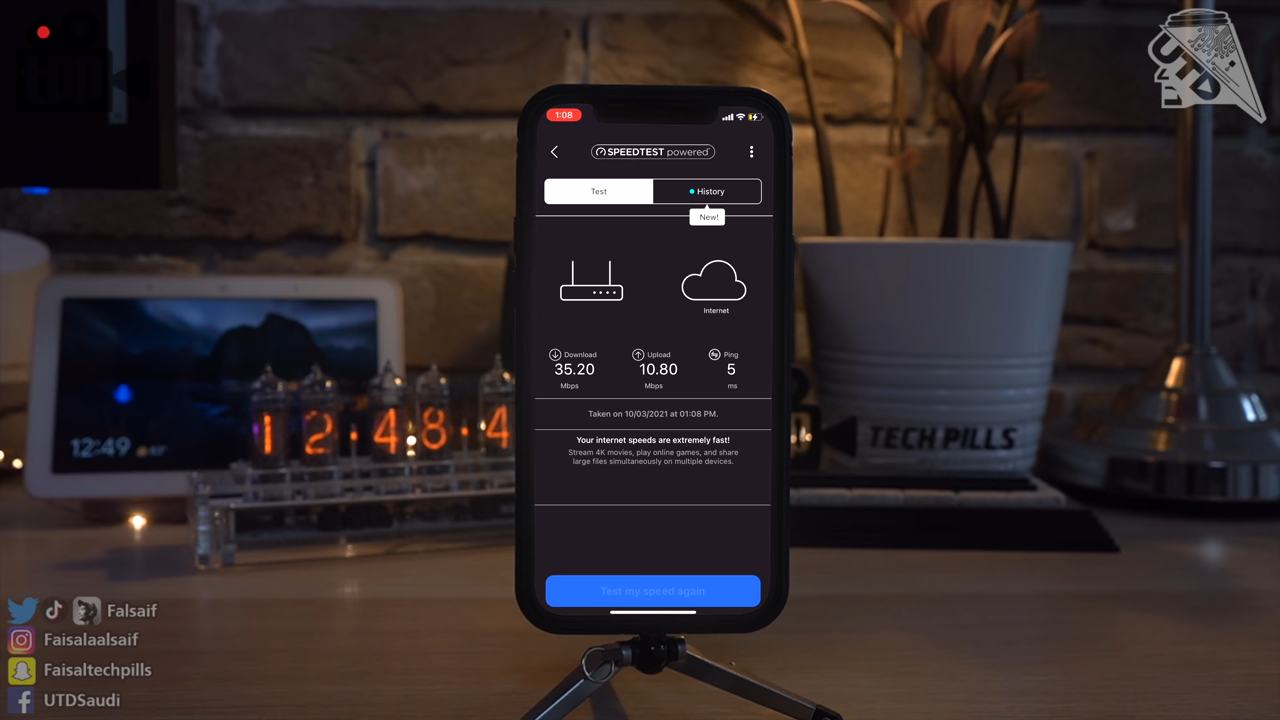 1:08
SPEEDTEST powered
Test
History
New!
Internet
Download
35.20
Mbps
Upload
10.80
Mbps
Ping
5
ms
Taken on 10/03/2021 at 01:08 PM.
Your internet speeds are extremely fast!
Stream 4K movies, play online games, and share
large files simultaneously on multiple devices.
Test my speed again
12:49
12.48.4
TECH PILLS
Falsaif
Faisalaalsaif
Faisaltechpills
UTDSaudi